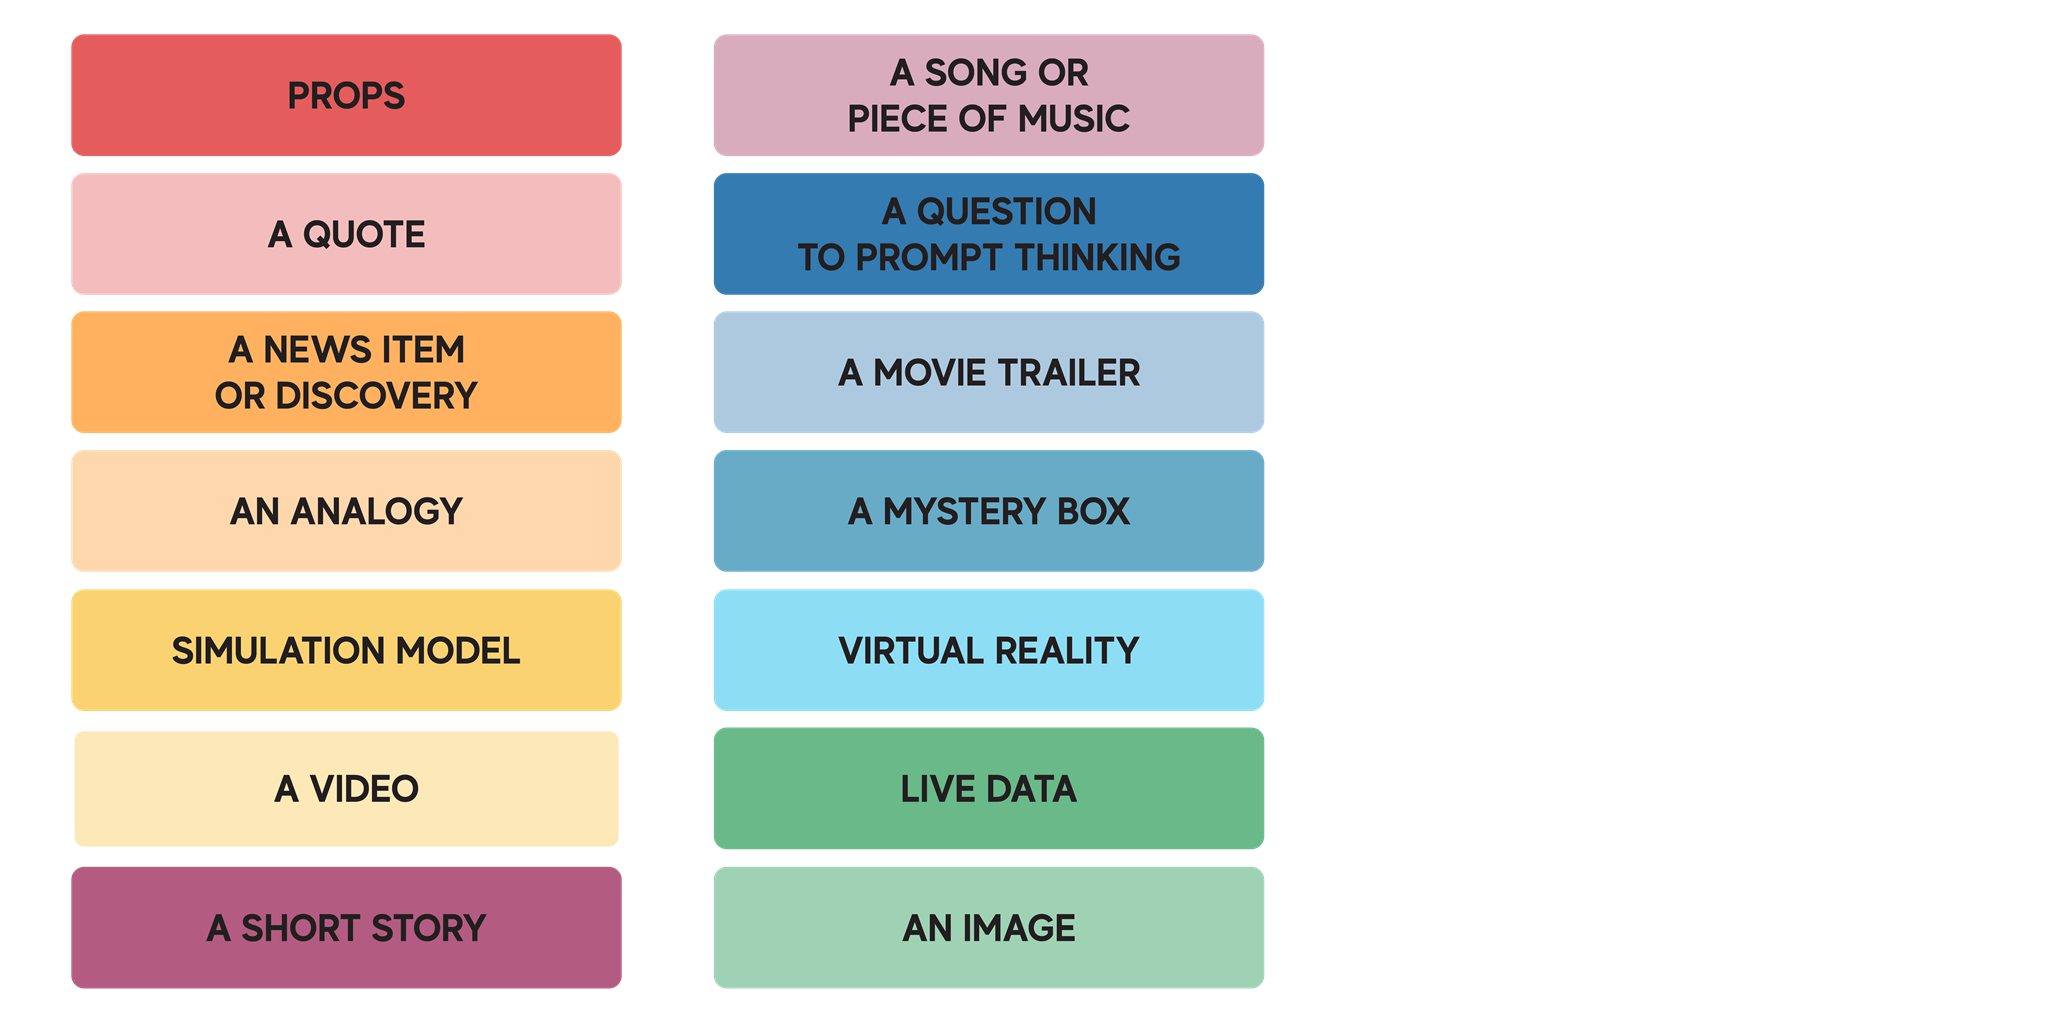 PROPS
A QUOTE
A NEWS ITEM
OR DISCOVERY
AN ANALOGY
SIMULATION MODEL
A VIDEO
A SHORT STORY
A SONG OR
PIECE OF MUSIC
A QUESTION
TO PROMPT THINKING
A MOVIE TRAILER
A MYSTERY BOX
VIRTUAL REALITY
LIVE DATA
AN IMAGE